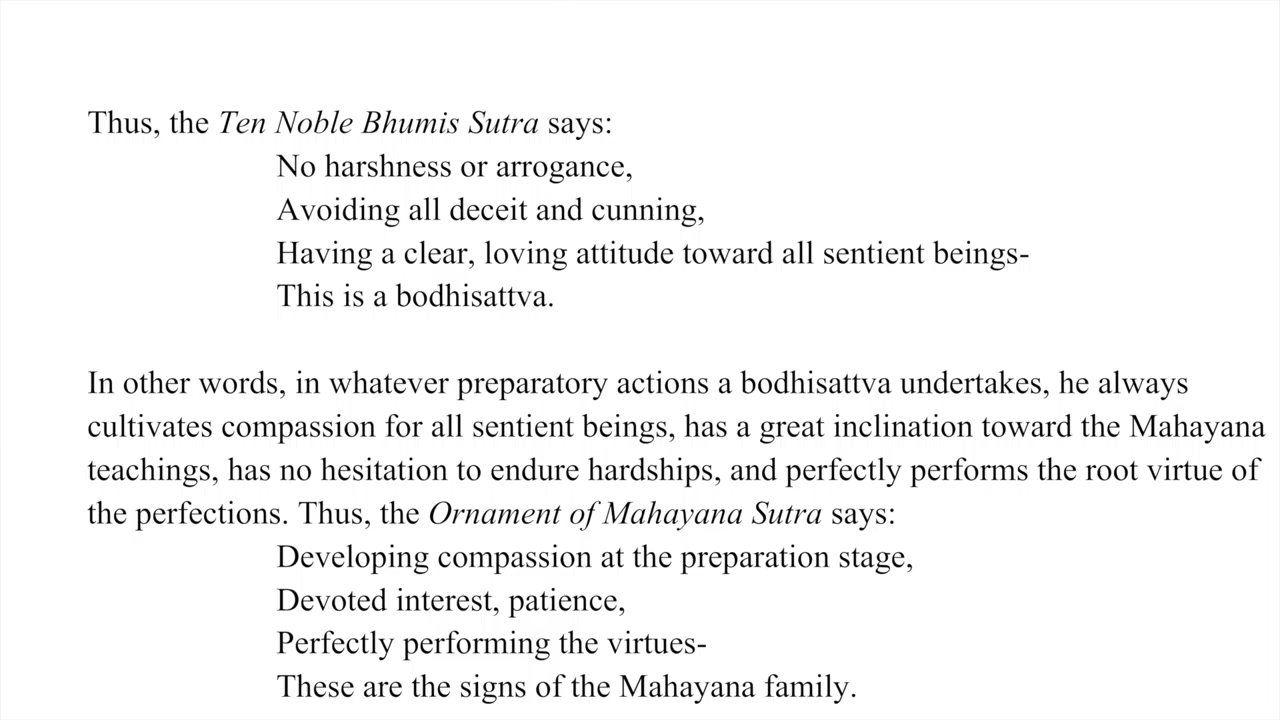 Thus, the Ten Noble Bhumis Sutra says:
No harshness or arrogance,
Avoiding all deceit and cunning,
Having a clear, loving attitude toward all sentient beings-
This is a bodhisattva.
In other words, in whatever preparatory actions a bodhisattva undertakes, he always
cultivates compassion for all sentient beings, has a great inclination toward the Mahayana
teachings, has no hesitation to endure hardships, and perfectly performs the root virtue of
the perfections. Thus, the Ornament of Mahayana Sutra says:
Developing compassion at the preparation stage,
Devoted interest, patience,
Perfectly performing the virtues-
These are the signs of the Mahayana family.